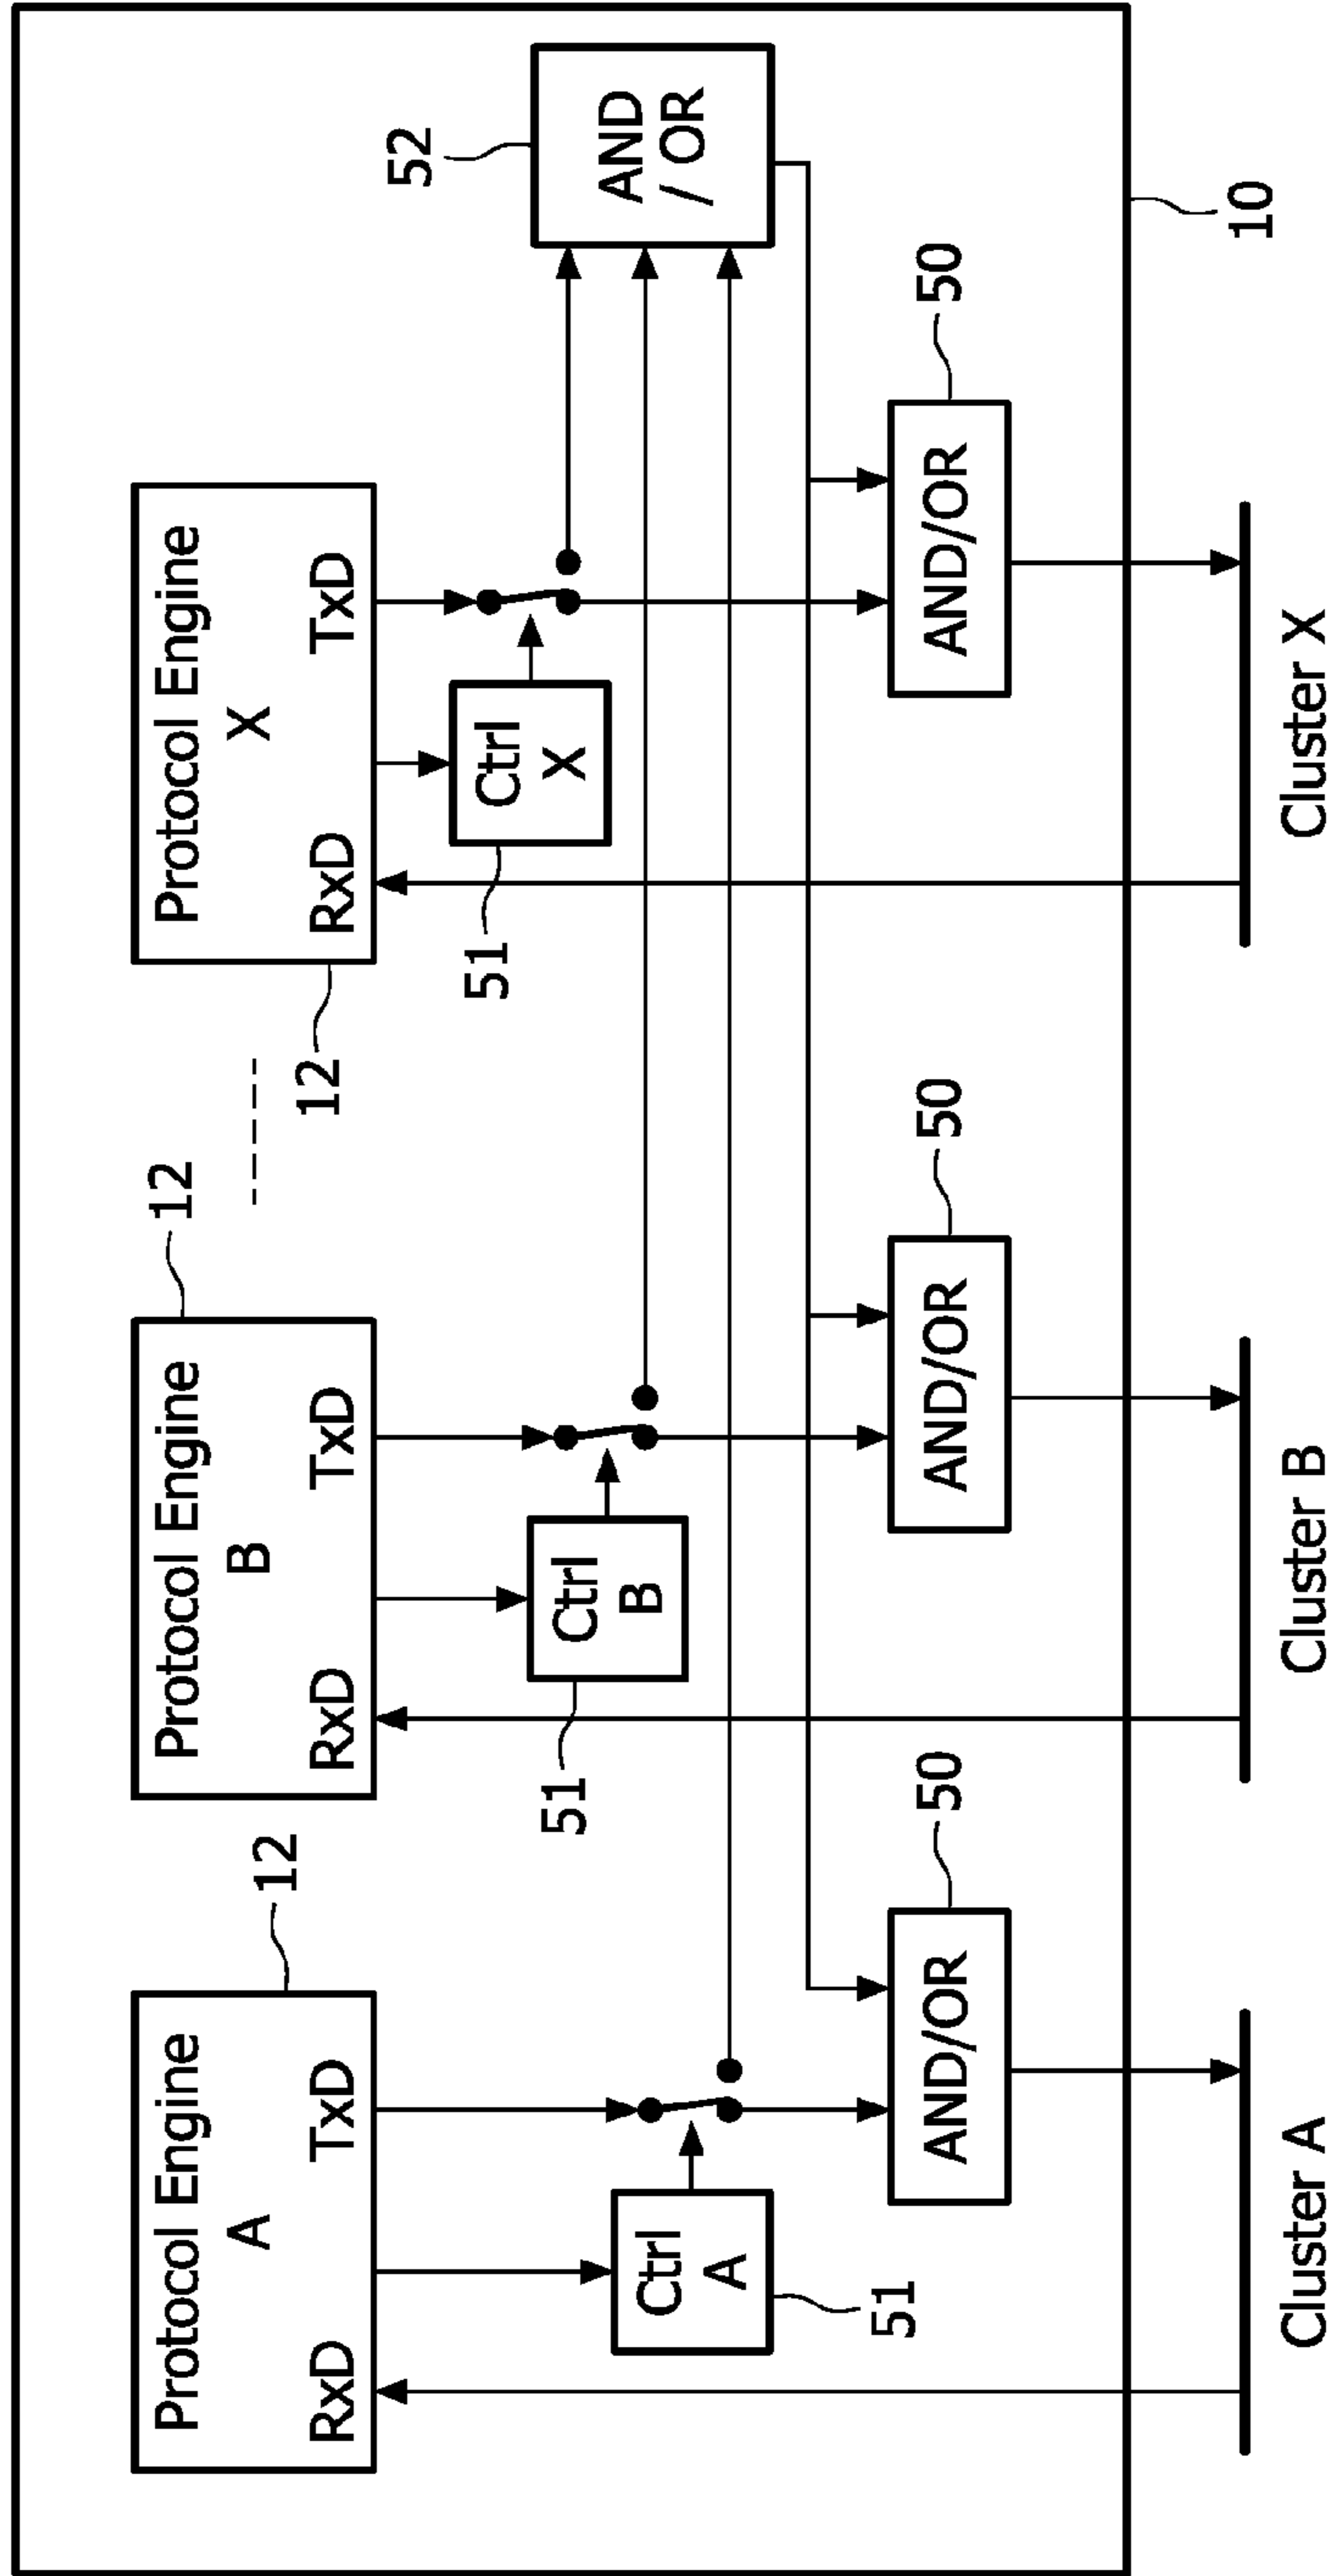 Protocol Engine
A
RxD
TxD
12
Ctrl
A
51
AND/OR
50
Cluster A
Protocol Engine
B
RxD
TxD
12
Ctrl
B
51
AND/OR
50
Cluster B
Protocol Engine
X
RxD
TxD
12
Ctrl
X
51
AND/OR
50
Cluster X
AND
/ OR
52
10